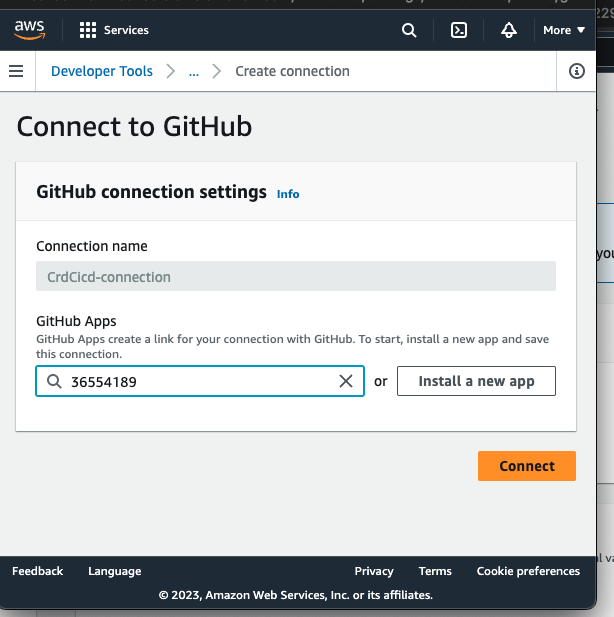 aws
Services
More
Developer Tools
...
Create connection
Connect to GitHub
GitHub connection settings Info
Connection name
CrdCicd-connection
GitHub Apps
GitHub Apps create a link for your connection with GitHub. To start, install a new app and save
this connection.
36554189
or
Install a new app
Connect
Feedback
Language
Privacy
Terms
Cookie preferences
© 2023, Amazon Web Services, Inc. or its affiliates.